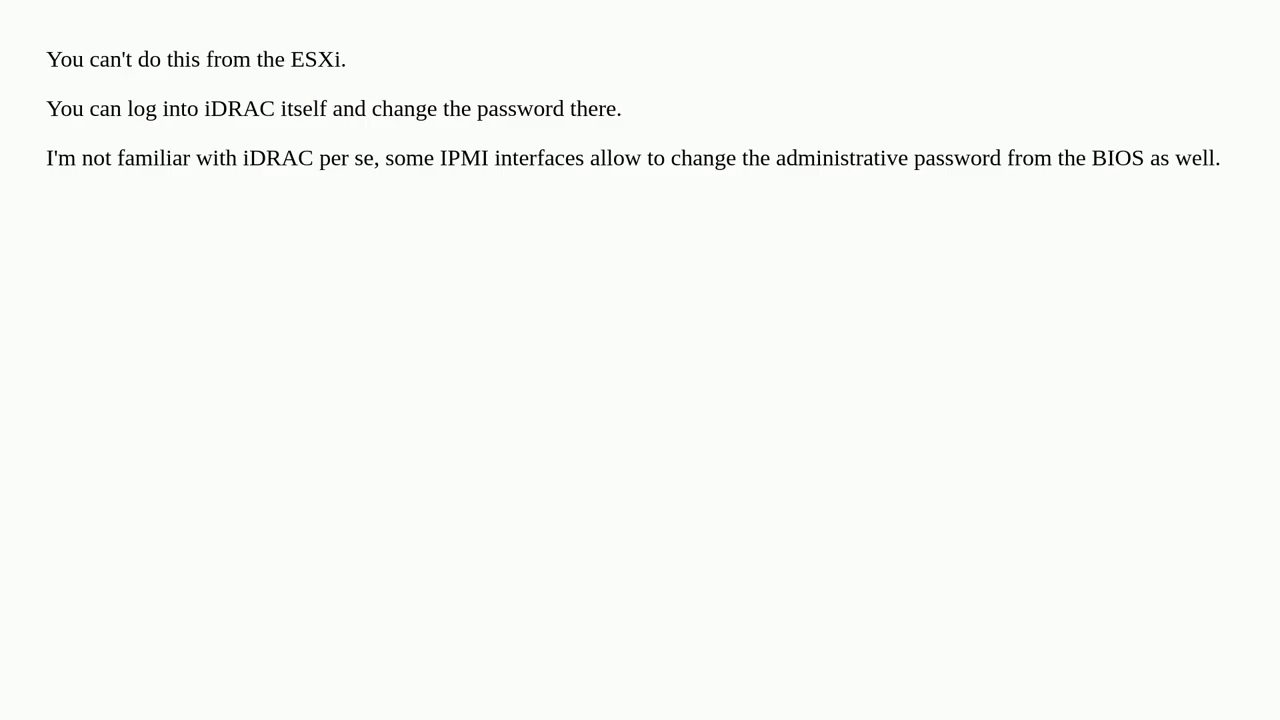 You can't do this from the ESXi.
You can log into iDRAC itself and change the password there.
I'm not familiar with iDRAC per se, some IPMI interfaces allow to change the administrative password from the BIOS as well.